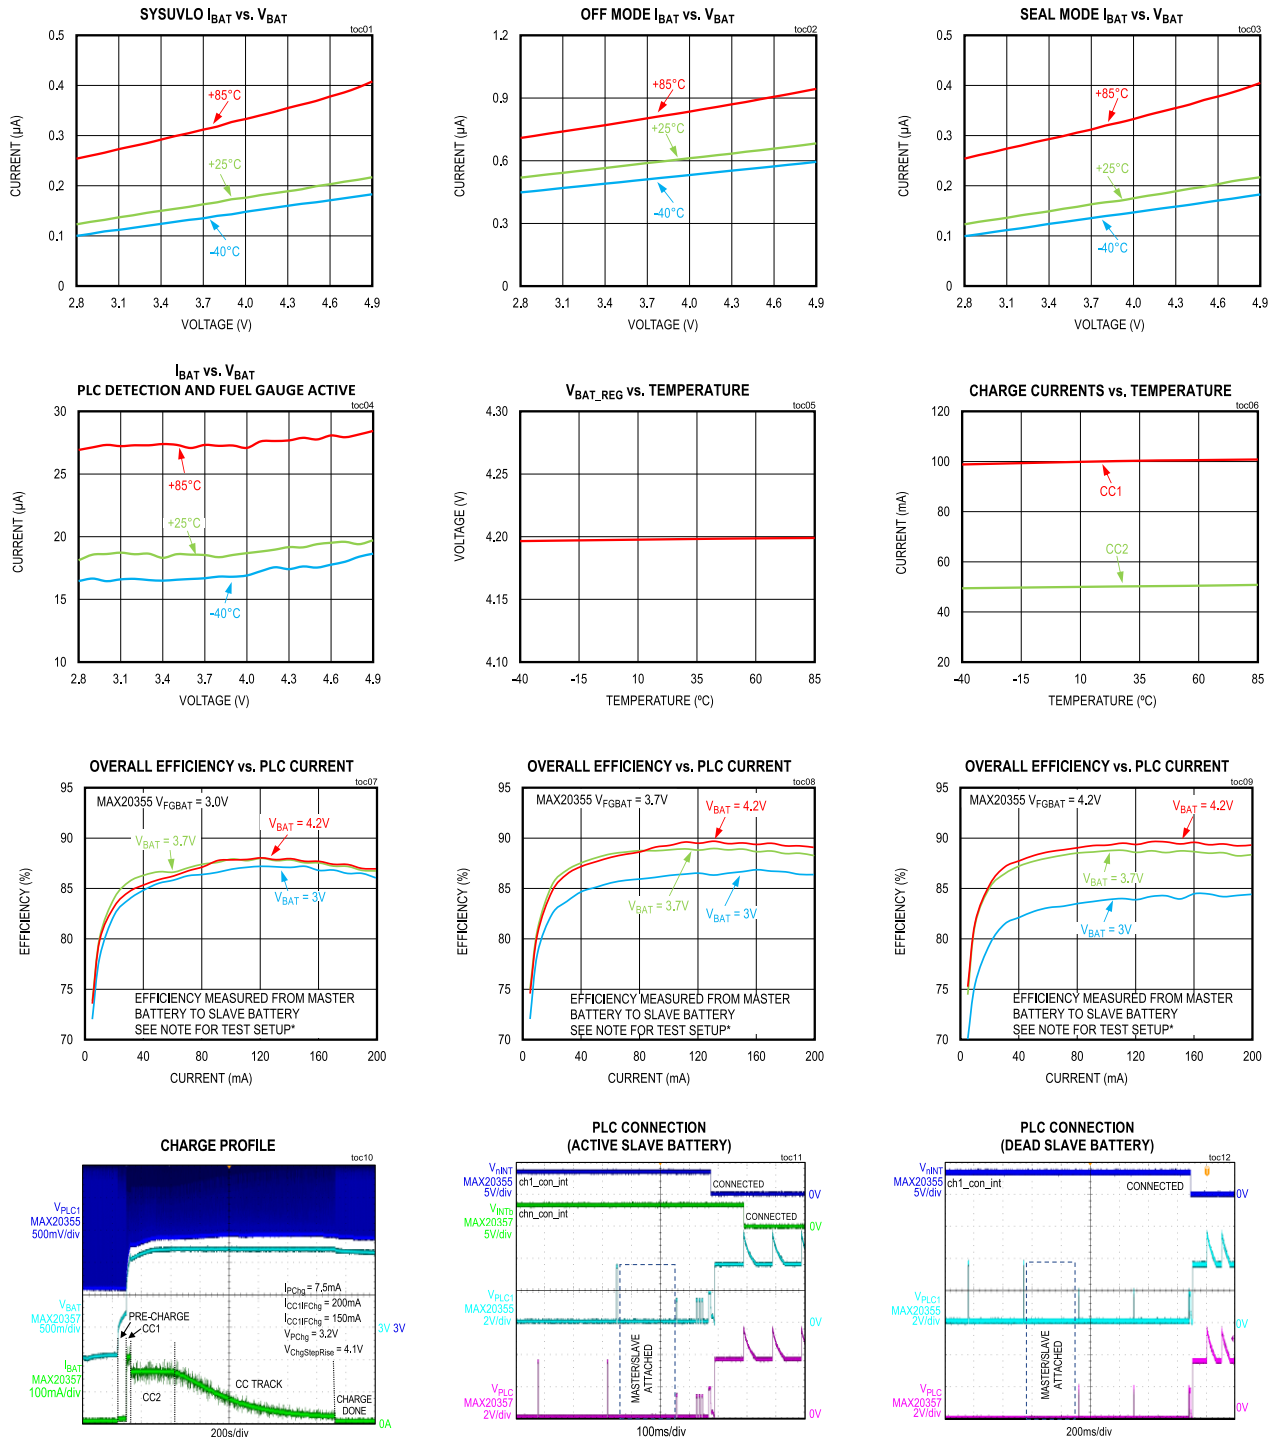 SYSUVLO IBAT vs. VBAT
toc01
CURRENT (µA)
0.5
0.4
0.3
0.2
0.1
0
+85°C
+25°C
-40°C
2.8 3.1 3.4 3.7 4.0 4.3 4.6 4.9
VOLTAGE (V)
OFF MODE IBAT vs. VBAT
toc02
CURRENT (µA)
1.2
0.9
0.6
0.3
0
+85°C
+25°C
-40°C
2.8 3.1 3.4 3.7 4.0 4.3 4.6 4.9
VOLTAGE (V)
SEAL MODE IBAT vs. VBAT
toc03
CURRENT (µA)
0.5
0.4
0.3
0.2
0.1
0
+85°C
+25°C
-40°C
2.8 3.1 3.4 3.7 4.0 4.3 4.6 4.9
VOLTAGE (V)
IBAT vs. VBAT
PLC DETECTION AND FUEL GAUGE ACTIVE
toc04
CURRENT (µA)
30
25
20
15
10
+85°C
+25°C
-40°C
2.8 3.1 3.4 3.7 4.0 4.3 4.6 4.9
VOLTAGE (V)
VBAT_REG vs. TEMPERATURE
toc05
VOLTAGE (V)
4.30
4.25
4.20
4.15
4.10
-40 -15 10 35 60 85
TEMPERATURE (ºC)
CHARGE CURRENTS vs. TEMPERATURE
toc06
CURRENT (mA)
120
100
80
60
40
20
CC1
CC2
-40 -15 10 35 60 85
TEMPERATURE (ºC)
OVERALL EFFICIENCY vs. PLC CURRENT
toc07
EFFICIENCY (%)
95
90
85
80
75
70
MAX20355 VFGBAT = 3.0V
VBAT = 4.2V
VBAT = 3.7V
VBAT = 3V
EFFICIENCY MEASURED FROM MASTER
BATTERY TO SLAVE BATTERY
SEE NOTE FOR TEST SETUP*
0 40 80 120 160 200
CURRENT (mA)
OVERALL EFFICIENCY vs. PLC CURRENT
toc08
EFFICIENCY (%)
95
90
85
80
75
70
MAX20355 VFGBAT = 3.7V
VBAT = 4.2V
VBAT = 3.7V
VBAT = 3V
EFFICIENCY MEASURED FROM MASTER
BATTERY TO SLAVE BATTERY
SEE NOTE FOR TEST SETUP*
0 40 80 120 160 200
CURRENT (mA)
OVERALL EFFICIENCY vs. PLC CURRENT
toc09
EFFICIENCY (%)
95
90
85
80
75
70
MAX20355 VFGBAT = 4.2V
VBAT = 4.2V
VBAT = 3.7V
VBAT = 3V
EFFICIENCY MEASURED FROM MASTER
BATTERY TO SLAVE BATTERY
SEE NOTE FOR TEST SETUP*
0 40 80 120 160 200
CURRENT (mA)
CHARGE PROFILE
toc10
VPLC1
MAX20355
500mV/div
VBAT
MAX20357
500m/div
IBAT
MAX20357
100mA/div
IPChg = 7.5mA
ICC1IFChg = 200mA
ICC1IFChg = 150mA
VPChg = 3.2V
VChgStepRise = 4.1V
PRE-CHARGE
CC1
CC2
CC TRACK
CHARGE
DONE
3V 3V
0A
200s/div
PLC CONNECTION
(ACTIVE SLAVE BATTERY)
toc11
VnINT
MAX20355
5V/div
ch1_con_int
CONNECTED
0V
VINTb
MAX20357
5V/div
chn_con_int
CONNECTED
0V
VPLC1
MAX20355
2V/div
0V
MASTER/SLAVE
ATTACHED
VPLC
MAX20357
2V/div
0V
100ms/div
PLC CONNECTION
(DEAD SLAVE BATTERY)
toc12
VnINT
MAX20355
5V/div
ch1_con_int
CONNECTED
0V
VPLC1
MAX20355
2V/div
0V
MASTER/SLAVE
ATTACHED
VPLC
MAX20357
2V/div
0V
200ms/div